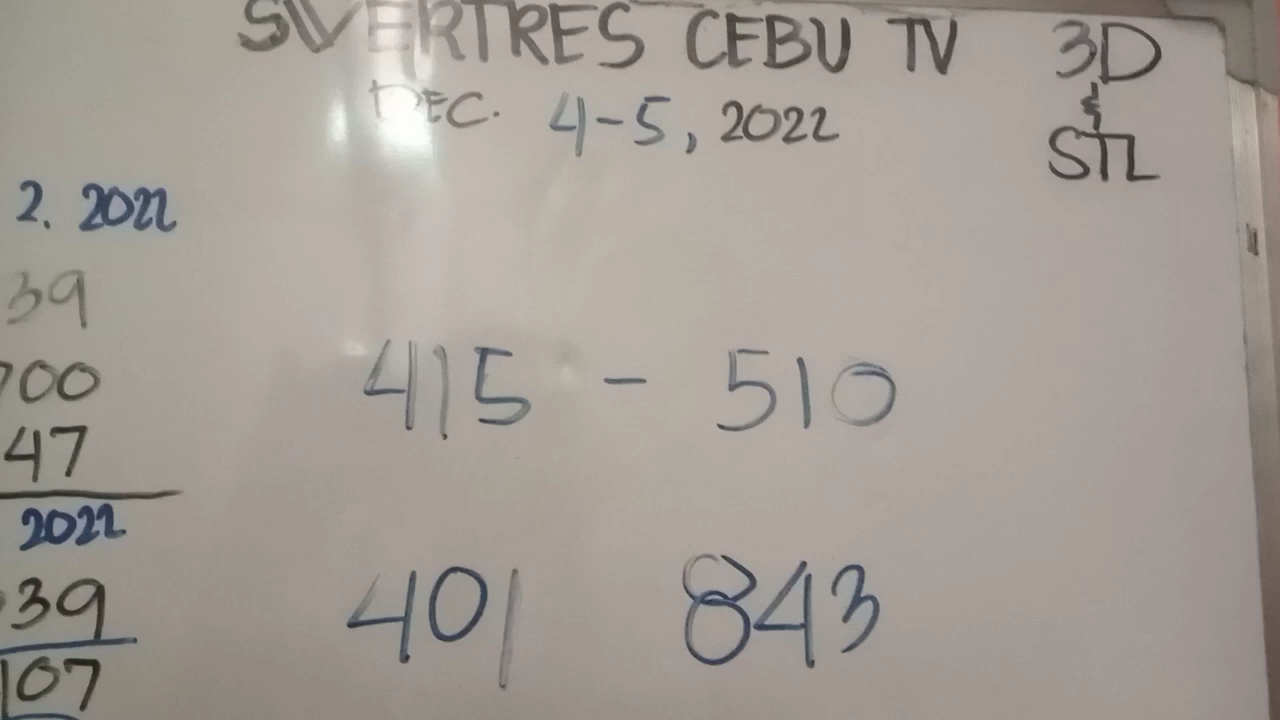 SWERTRES CEBU TV
DEC. 4-5, 2022
3D
&
STL
2. 2022
39
700
47
2022
39
107
415 - 510
401 843